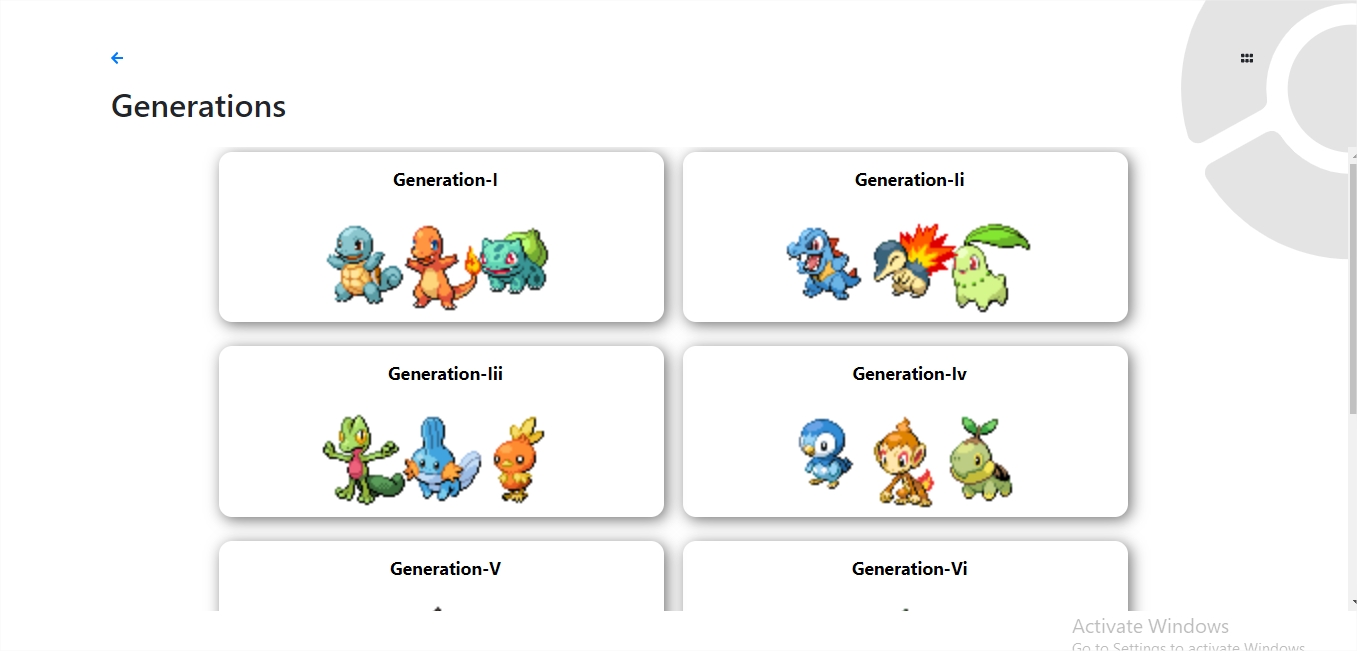 Generations
Generation-I
Generation-Ii
Generation-Iii
Generation-Iv
Generation-V
Generation-Vi
Activate Windows
Go to Settings to activate Windows.